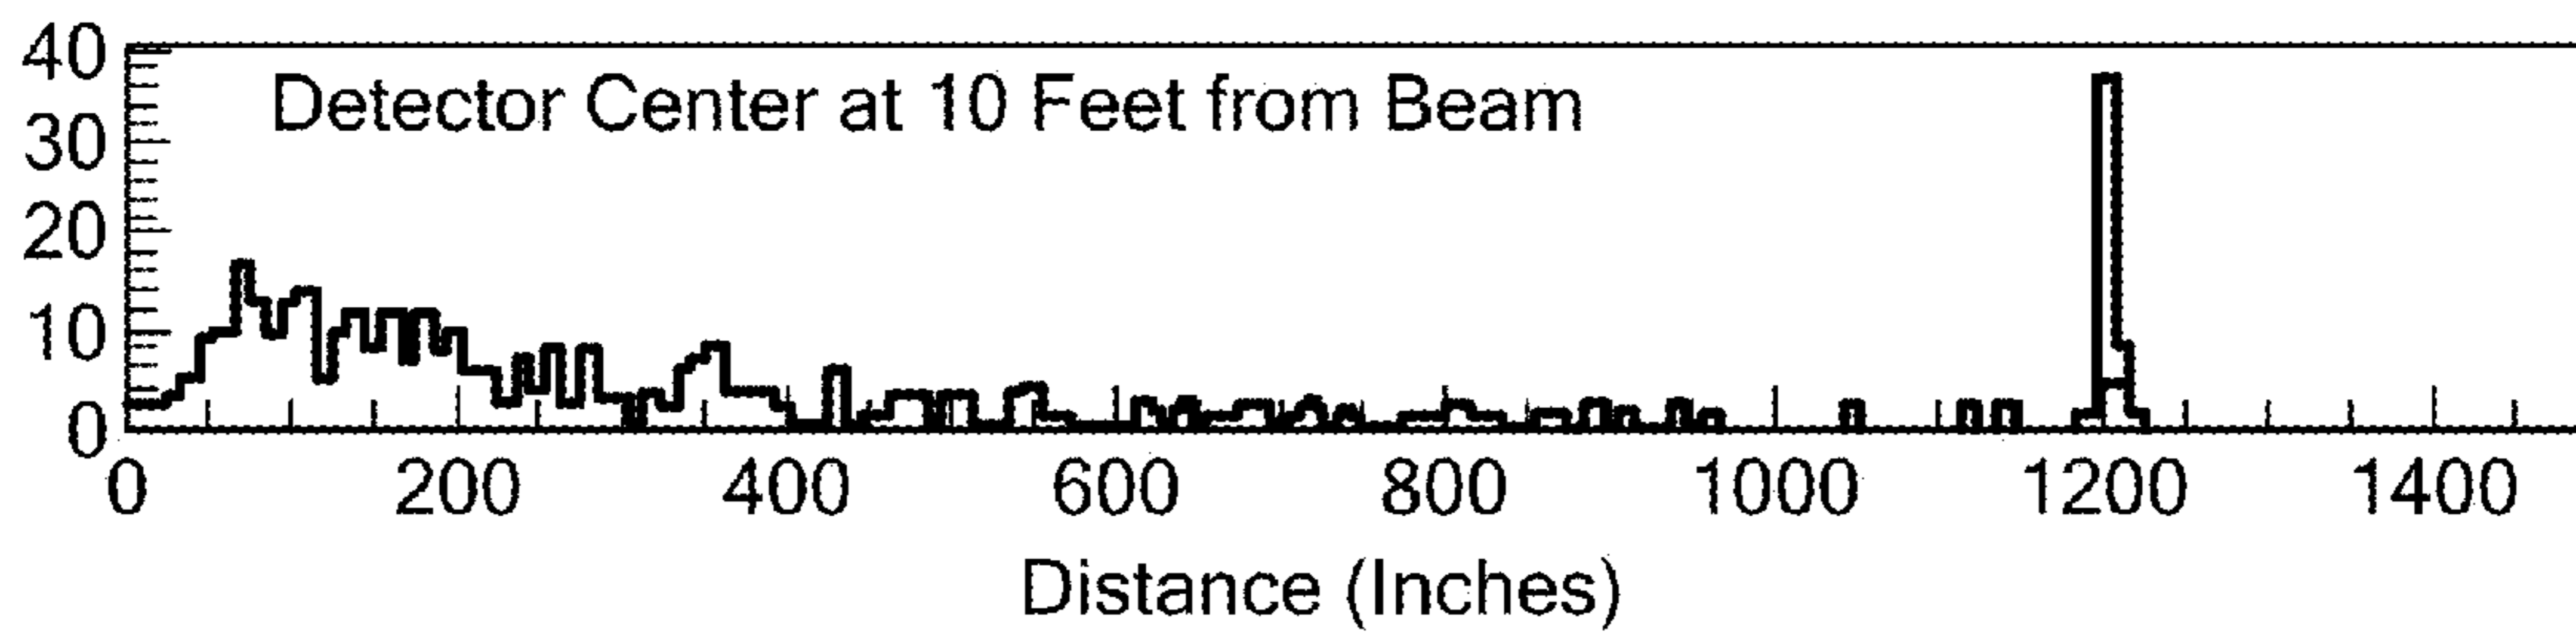 40
Detector Center at 10 Feet from Beam
30
20
10
0
0 200 400 600 800 1000 1200 1400
Distance (Inches)